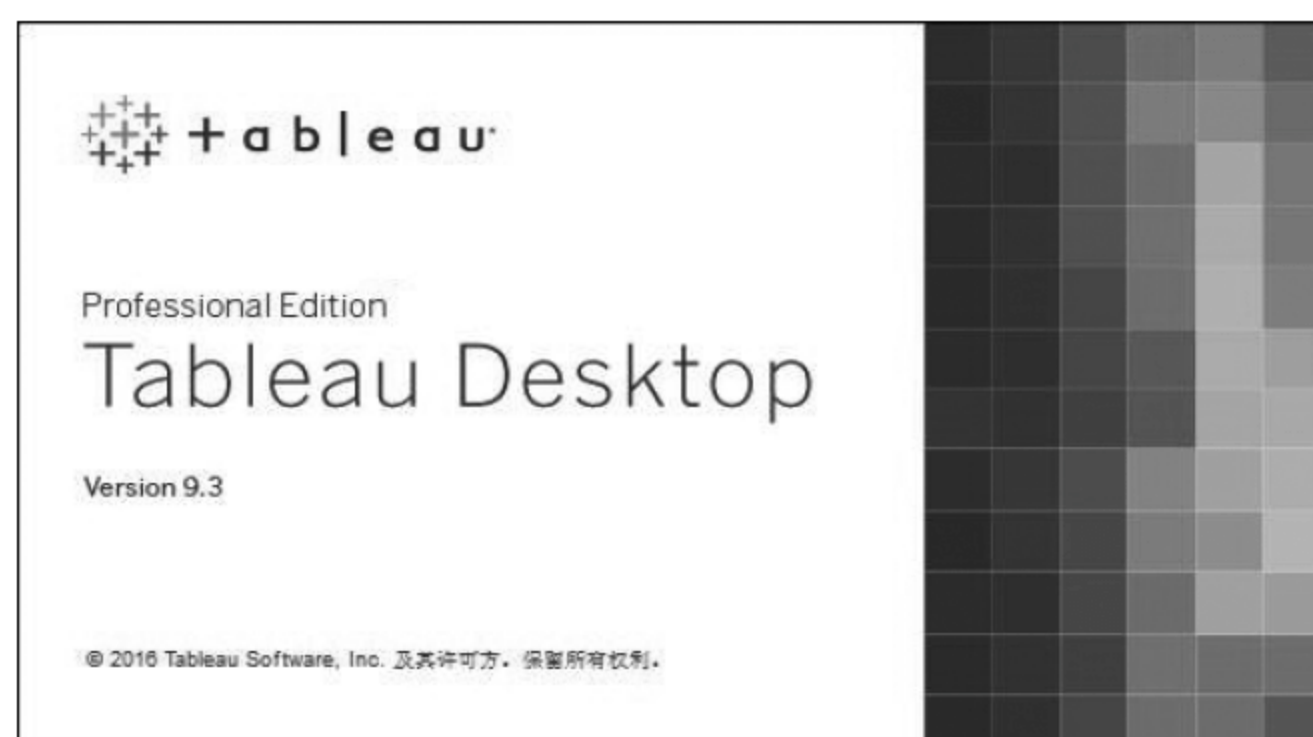 +ableau
Professional Edition
Tableau Desktop
Version 9.3
© 2016 Tableau Software, Inc. 及其许可方。保留所有权利。